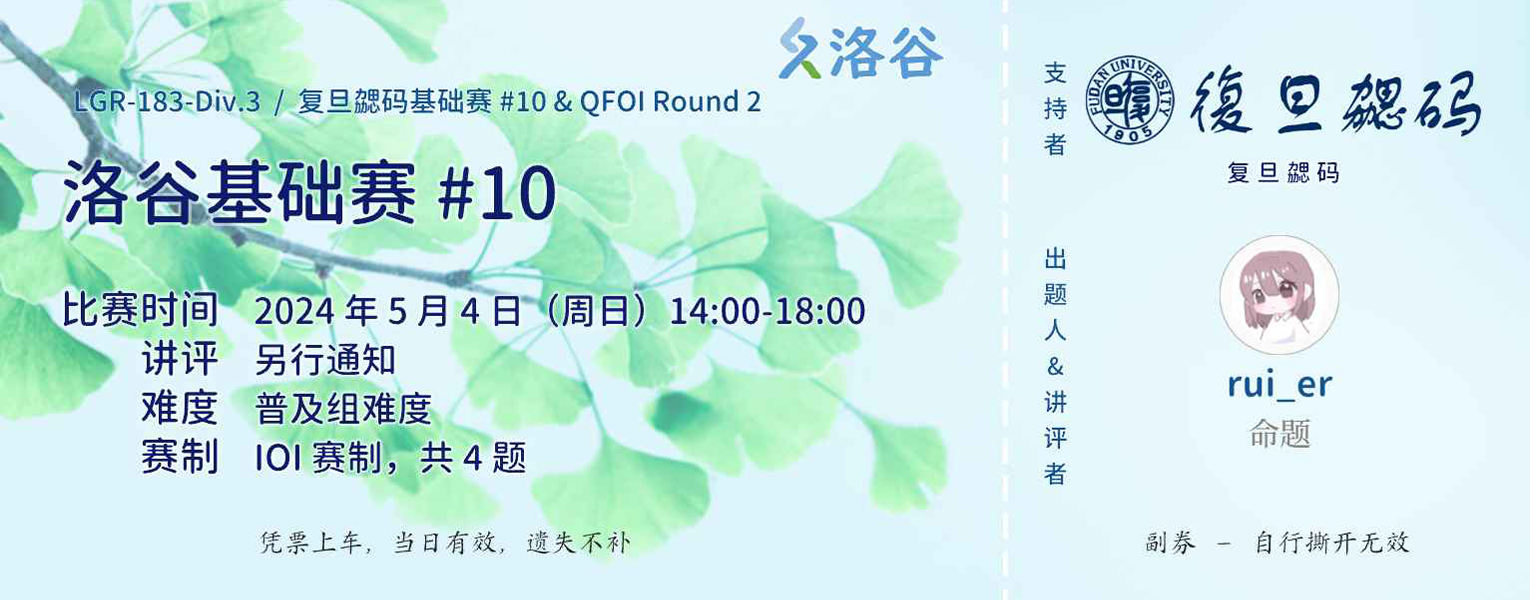 洛谷
LGR-183-Div.3 / 复旦勰码基础赛 #10 & QFOI Round 2
洛谷基础赛 #10
比赛时间 2024 年 5 月 4 日（周日）14:00-18:00
讲评 另行通知
难度 普及组难度
赛制 IOI 赛制，共 4 题
凭票上车，当日有效，遗失不补
支持者
FUDAN UNIVERSITY
1905
復旦勰码
复旦勰码
出题人&讲评者
rui_er
命题
副券 – 自行撕开无效